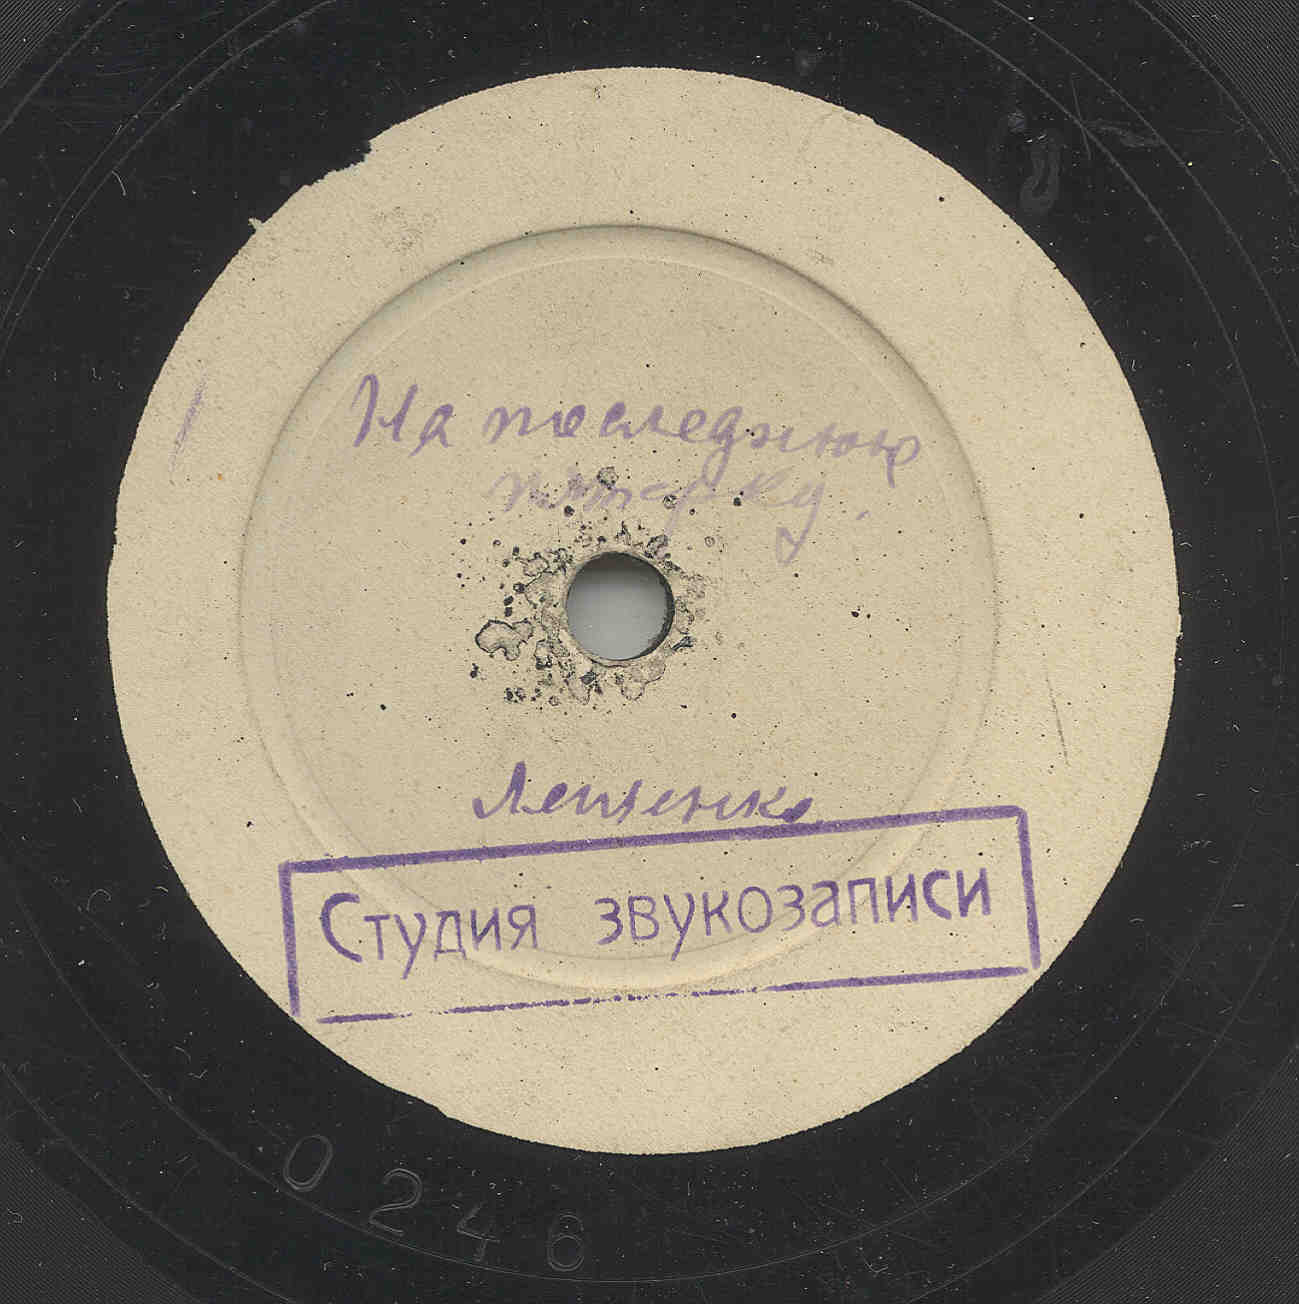 На последнюю
пятерку.
Лещенко
Студия звукозаписи
0246